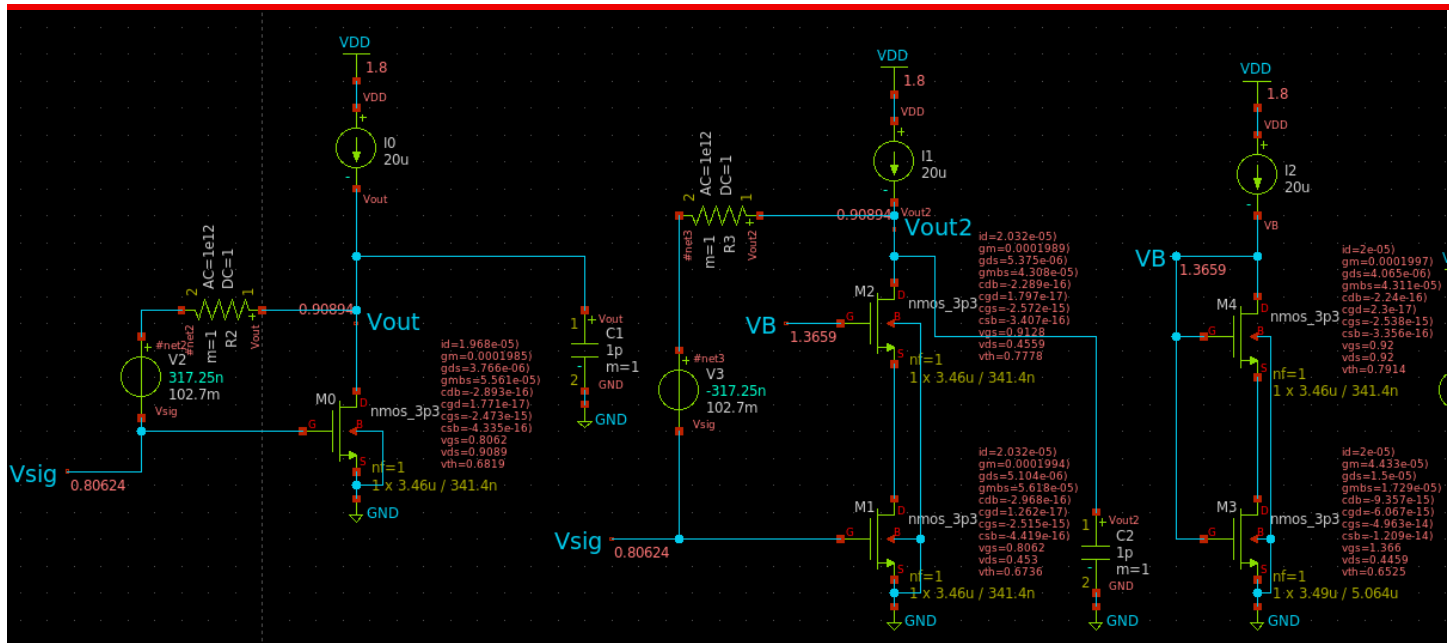 VDD
1.8
VDD
+
I0
20u
-
Vout
AC=1e12
DC=1
2
1
m=1
R2
#net2
Vout
0.90894
Vout
#net2
+
V2
317.25n
102.7m
-
Vsig
Vsig
0.80624
id=1.968e-05)
gm=0.0001985)
gds=3.766e-06)
gmbs=5.561e-05)
cdb=-2.893e-16)
cgd=1.771e-17)
cgs=-2.473e-15)
csb=-4.335e-16)
vgs=0.8062
vds=0.9089
vth=0.6819
M0
nmos_3p3
D
G
B
S
nf=1
1 x 3.46u / 341.4n
GND
1
+
Vout
C1
1p
m=1
2
GND
GND
VDD
1.8
VDD
+
I1
20u
-
Vout2
AC=1e12
DC=1
2
1
m=1
R3
#net3
Vout2
0.90894
Vout2
id=2.032e-05)
gm=0.0001989)
gds=5.375e-06)
gmbs=4.308e-05)
cdb=-2.289e-16)
cgd=1.797e-17)
cgs=-2.572e-15)
csb=-3.407e-16)
vgs=0.9128
vds=0.4559
vth=0.7778
M2
nmos_3p3
D
G
B
S
nf=1
1 x 3.46u / 341.4n
VB
1.3659
#net3
+
V3
-317.25n
102.7m
-
Vsig
Vsig
0.80624
id=2.032e-05)
gm=0.0001994)
gds=5.104e-06)
gmbs=5.618e-05)
cdb=-2.968e-16)
cgd=1.262e-17)
cgs=-2.515e-15)
csb=-4.419e-16)
vgs=0.8062
vds=0.453
vth=0.6736
M1
nmos_3p3
D
G
B
S
nf=1
1 x 3.46u / 341.4n
GND
1
+
Vout2
C2
1p
m=1
2
GND
GND
VDD
1.8
VDD
+
I2
20u
-
VB
VB
1.3659
id=2e-05)
gm=0.0001997)
gds=4.065e-06)
gmbs=4.311e-05)
cdb=-2.24e-16)
cgd=2.3e-17)
cgs=-2.538e-15)
csb=-3.356e-16)
vgs=0.92
vds=0.92
vth=0.7914
M4
nmos_3p3
D
G
B
S
nf=1
1 x 3.46u / 341.4n
id=2e-05)
gm=4.433e-05)
gds=1.5e-05)
gmbs=1.729e-05)
cdb=-9.357e-15)
cgd=-6.067e-15)
cgs=-4.963e-14)
csb=-1.209e-14)
vgs=1.366
vds=0.4459
vth=0.6525
M3
nmos_3p3
D
G
B
S
nf=1
1 x 3.49u / 5.064u
GND